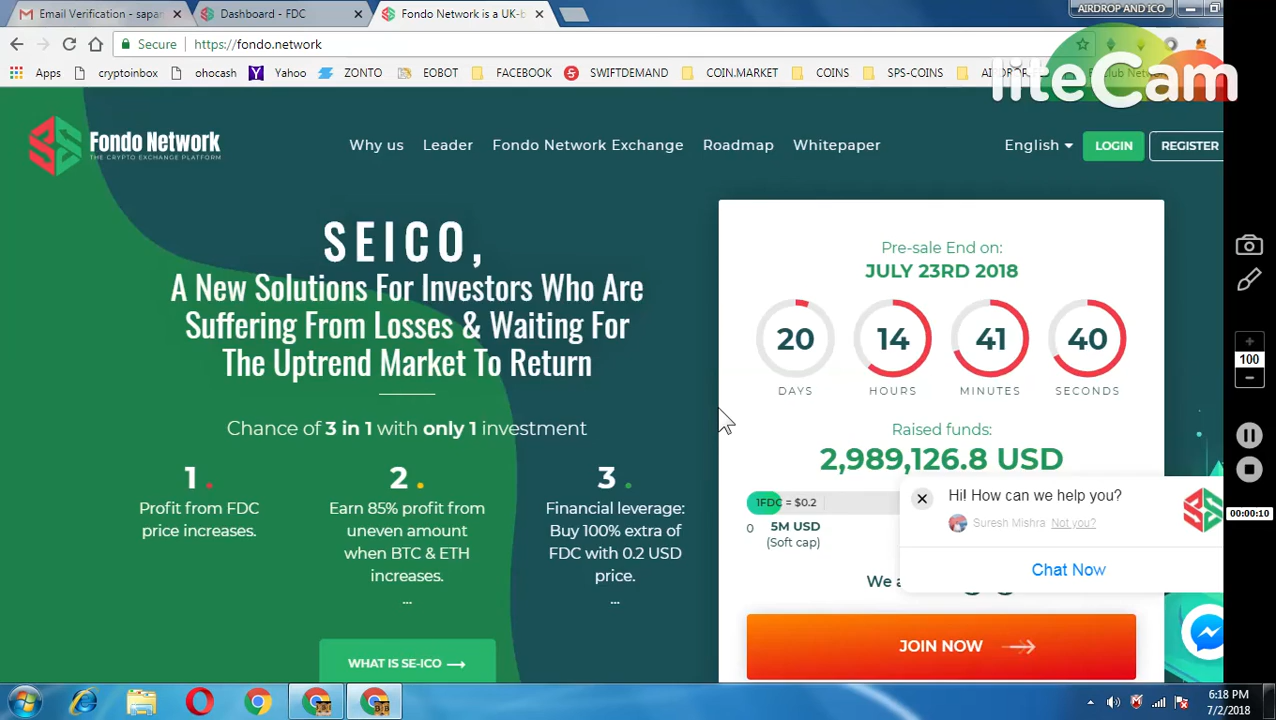 Email Verification - sapan
Dashboard - FDC
Fondo Network is a UK-b
AIRDROP AND ICO
Secure
https://fondo.network
Apps
cryptoinbox
ohocash
Yahoo
ZONTO
EOBOT
FACEBOOK
SWIFTDEMAND
COIN.MARKET
COINS
SPS-COINS
liteCam
Fondo Network
THE CRYPTO EXCHANGE PLATFORM
Why us
Leader
Fondo Network Exchange
Roadmap
Whitepaper
English
LOGIN
REGISTER
SEICO,
A New Solutions For Investors Who Are
Suffering From Losses & Waiting For
The Uptrend Market To Return
Chance of 3 in 1 with only 1 investment
1.
Profit from FDC
price increases.
2.
Earn 85% profit from
uneven amount
when BTC & ETH
increases.
...
3.
Financial leverage:
Buy 100% extra of
FDC with 0.2 USD
price.
...
WHAT IS SE-ICO
Pre-sale End on:
JULY 23RD 2018
20
14
41
40
DAYS
HOURS
MINUTES
SECONDS
Raised funds:
2,989,126.8 USD
1FDC = $0.2
0
5M USD
(Soft cap)
We a
JOIN NOW
Hi! How can we help you?
Suresh Mishra Not you?
Chat Now
100
00:00:10
6:18 PM
7/2/2018